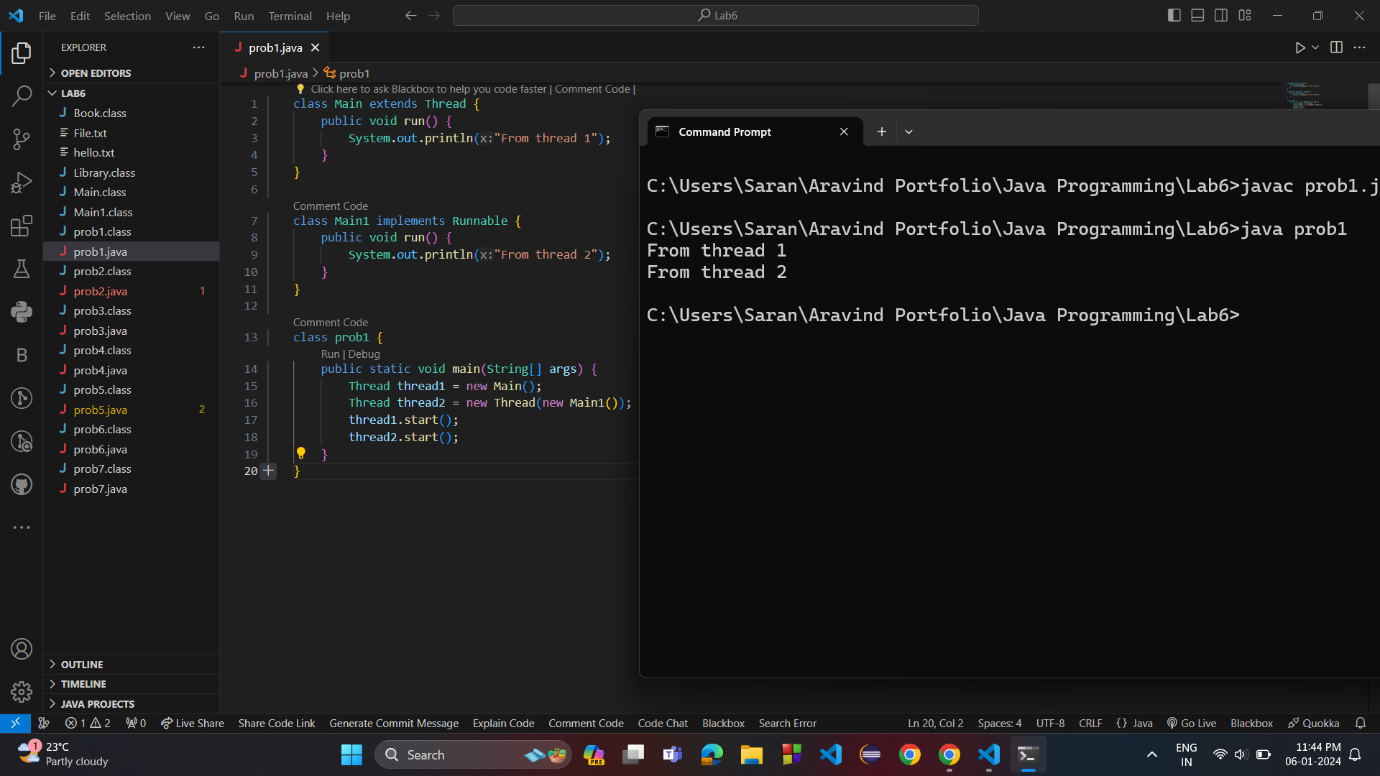 File Edit Selection View Go Run Terminal Help Lab6
EXPLORER
OPEN EDITORS
LAB6
Book.class
File.txt
hello.txt
Library.class
Main.class
Main1.class
prob1.class
prob1.java
prob2.class
prob2.java 1
prob3.class
prob3.java
prob4.class
prob4.java
prob5.class
prob5.java 2
prob6.class
prob6.java
prob7.class
prob7.java
OUTLINE
TIMELINE
JAVA PROJECTS
prob1.java
prob1.java > prob1
Click here to ask Blackbox to help you code faster | Comment Code |
1 class Main extends Thread {
2 public void run() {
3 System.out.println(x:"From thread 1");
4 }
5 }
6
Comment Code
7 class Main1 implements Runnable {
8 public void run() {
9 System.out.println(x:"From thread 2");
10 }
11 }
12
Comment Code
13 class prob1 {
Run | Debug
14 public static void main(String[] args) {
15 Thread thread1 = new Main();
16 Thread thread2 = new Thread(new Main1());
17 thread1.start();
18 thread2.start();
19 }
20 }
Command Prompt
C:\Users\Saran\Aravind Portfolio\Java Programming\Lab6>javac prob1.j
C:\Users\Saran\Aravind Portfolio\Java Programming\Lab6>java prob1
From thread 1
From thread 2
C:\Users\Saran\Aravind Portfolio\Java Programming\Lab6>
1 2 0 Live Share Share Code Link Generate Commit Message Explain Code Comment Code Code Chat Blackbox Search Error Ln 20, Col 2 Spaces: 4 UTF-8 CRLF {} Java Go Live Blackbox Quokka
1 23°C
Partly cloudy
Search
PRE
ENG
IN
11:44 PM
06-01-2024